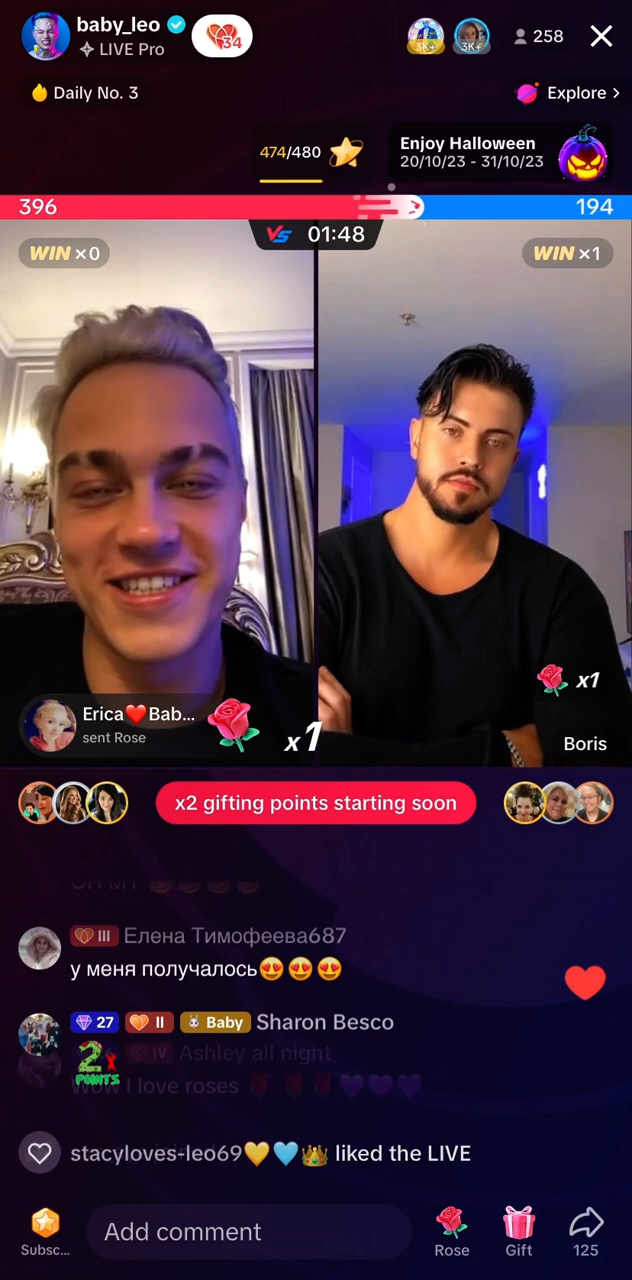 baby_leo
LIVE Pro
34
3K+
3K+
258
Daily No. 3
Explore >
474/480
Enjoy Halloween
20/10/23 - 31/10/23
396
194
VS 01:48
WIN ×0
WIN ×1
Erica❤️Bab...
sent Rose
x1
x1
Boris
x2 gifting points starting soon
III Елена Тимофеева687
у меня получалось😍😍😍
27 II Baby Sharon Besco
2x POINTS
IV Ashley all night
Wow I love roses 🌹🌹🌹💜💜💜
stacyloves-leo69💛🩵👑 liked the LIVE
Subsc...
Add comment
Rose
Gift
125